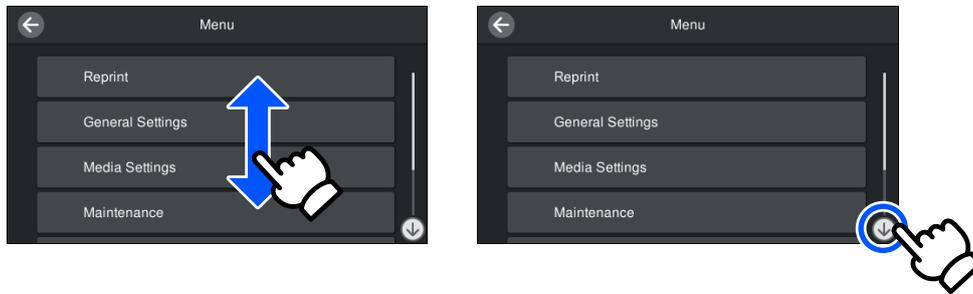 Menu
Reprint
General Settings
Media Settings
Maintenance
Menu
Reprint
General Settings
Media Settings
Maintenance